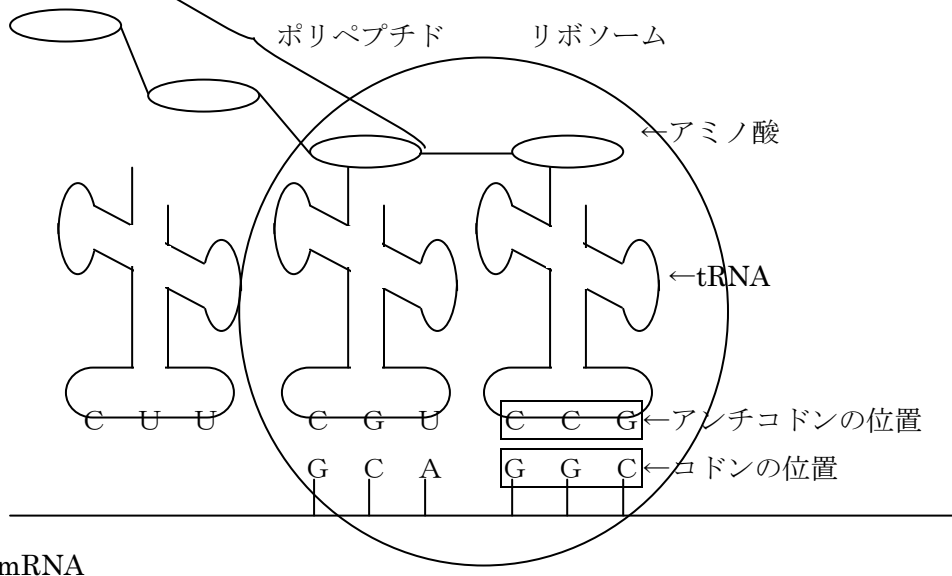 ポリペプチド リボソーム
←アミノ酸
←tRNA
C U U C G U C C G ←アンチコドンの位置
G C A G G C ←コドンの位置
mRNA